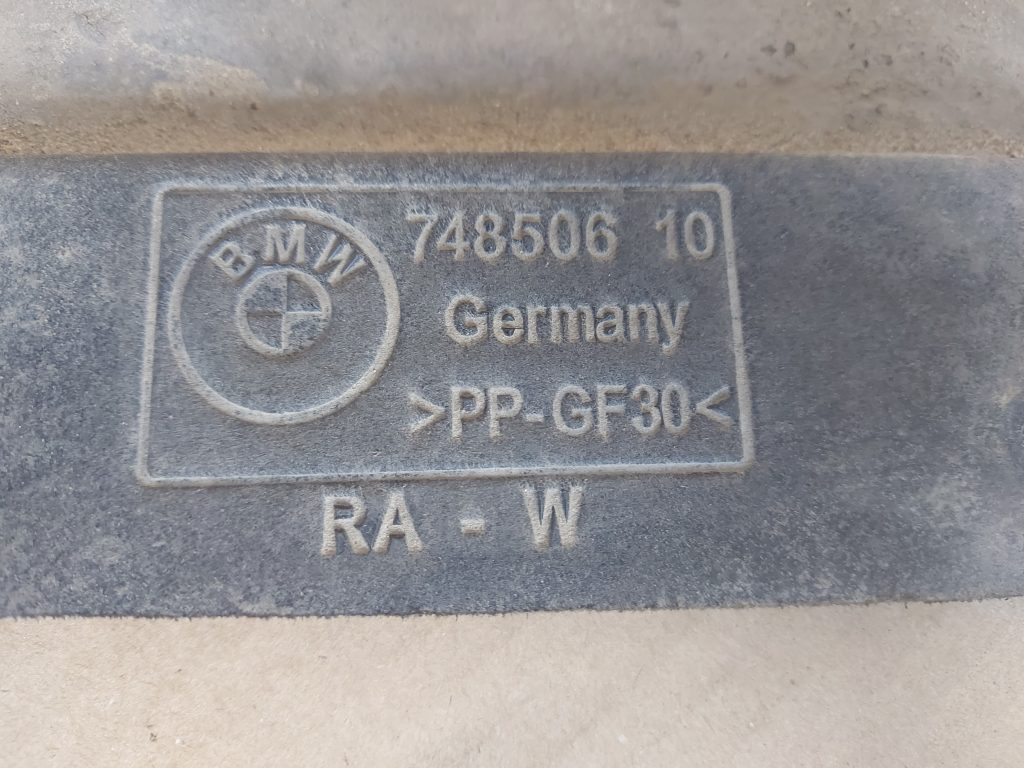 BMW
748506 10
Germany
>PP-GF30<
RA - W